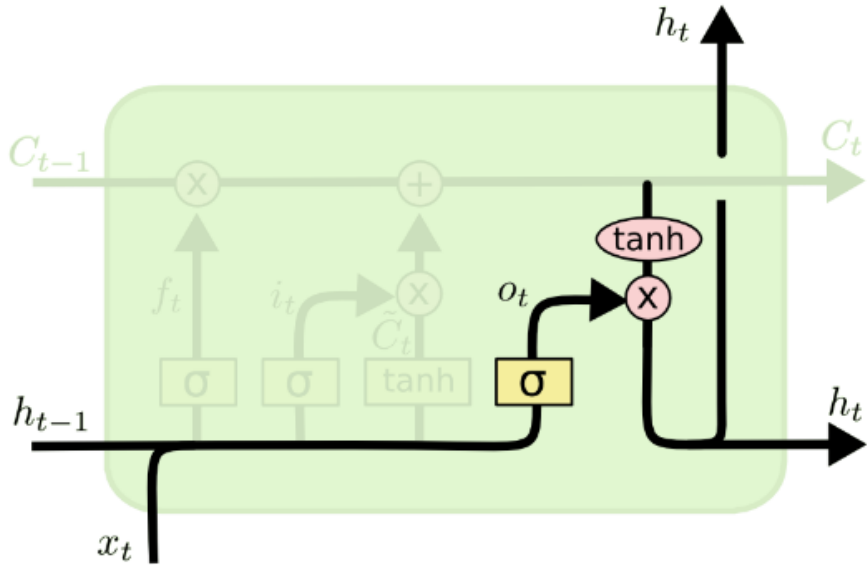 h_t
C_{t-1} x + C_t
tanh
f_t i_t x o_t x
C̃_t
σ σ tanh σ
h_{t-1} h_t
x_t